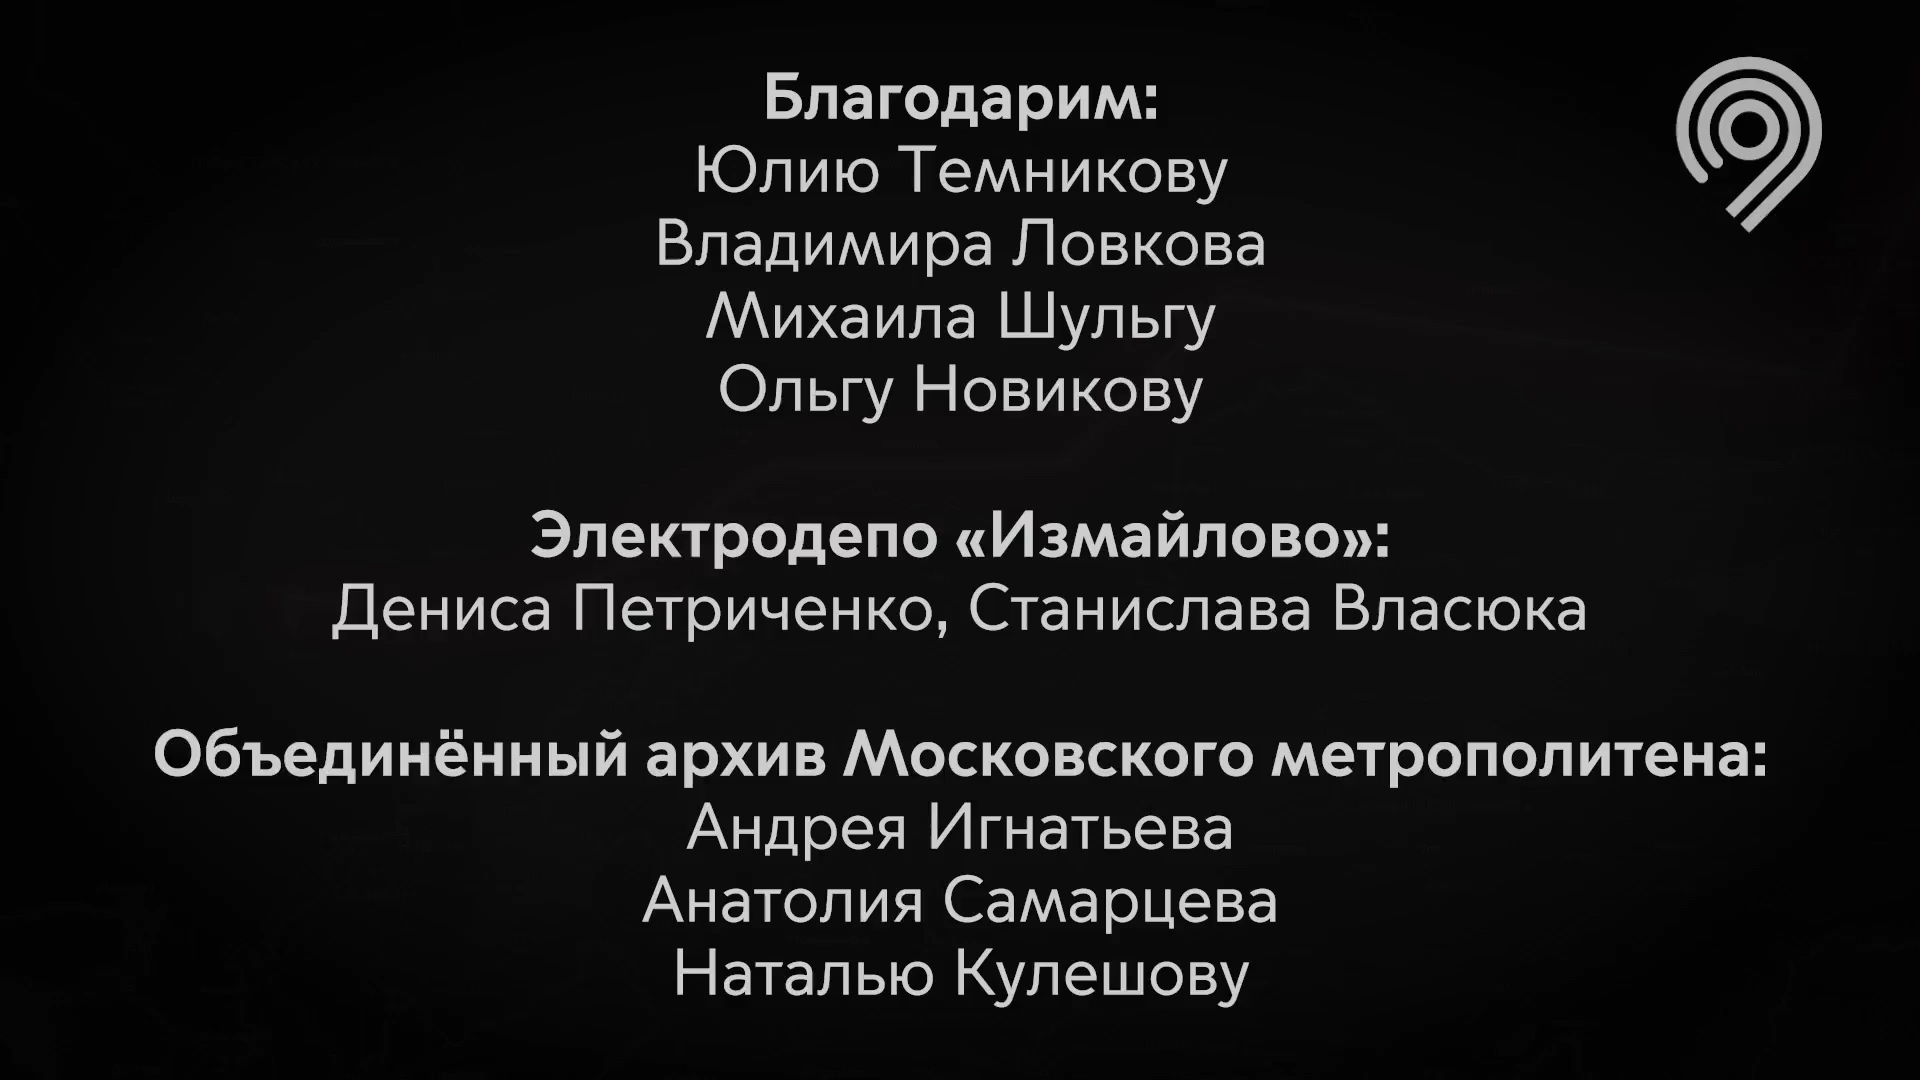 Благодарим:
Юлию Темникову
Владимира Ловкова
Михаила Шульгу
Ольгу Новикову
Электродепо «Измайлово»:
Дениса Петриченко, Станислава Власюка
Объединённый архив Московского метрополитена:
Андрея Игнатьева
Анатолия Самарцева
Наталью Кулешову